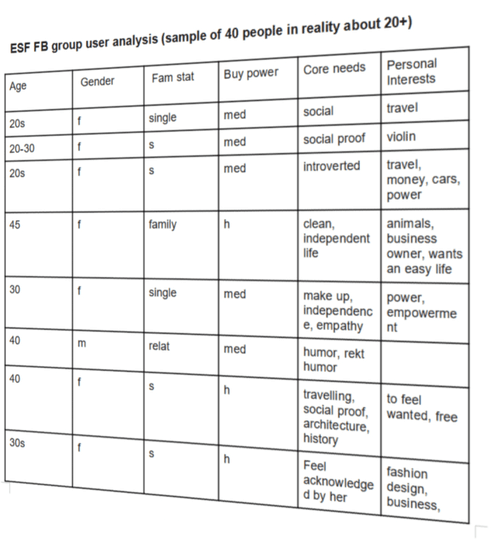 ESF FB group user analysis (sample of 40 people in reality about 20+)
Age Gender Fam stat Buy power Core needs Personal
Interests
20s f single med social travel
20-30 f s med social proof violin
20s f s med introverted travel,
money, cars,
power
45 f family h clean, animals,
independent business
life owner, wants
an easy life
30 f single med make up, power,
independenc empowerme
e, empathy nt
40 m relat med humor, rekt
humor
40 f s h travelling, to feel
social proof, wanted, free
architecture,
history
30s f s h Feel fashion
acknowledge design,
d by her business,